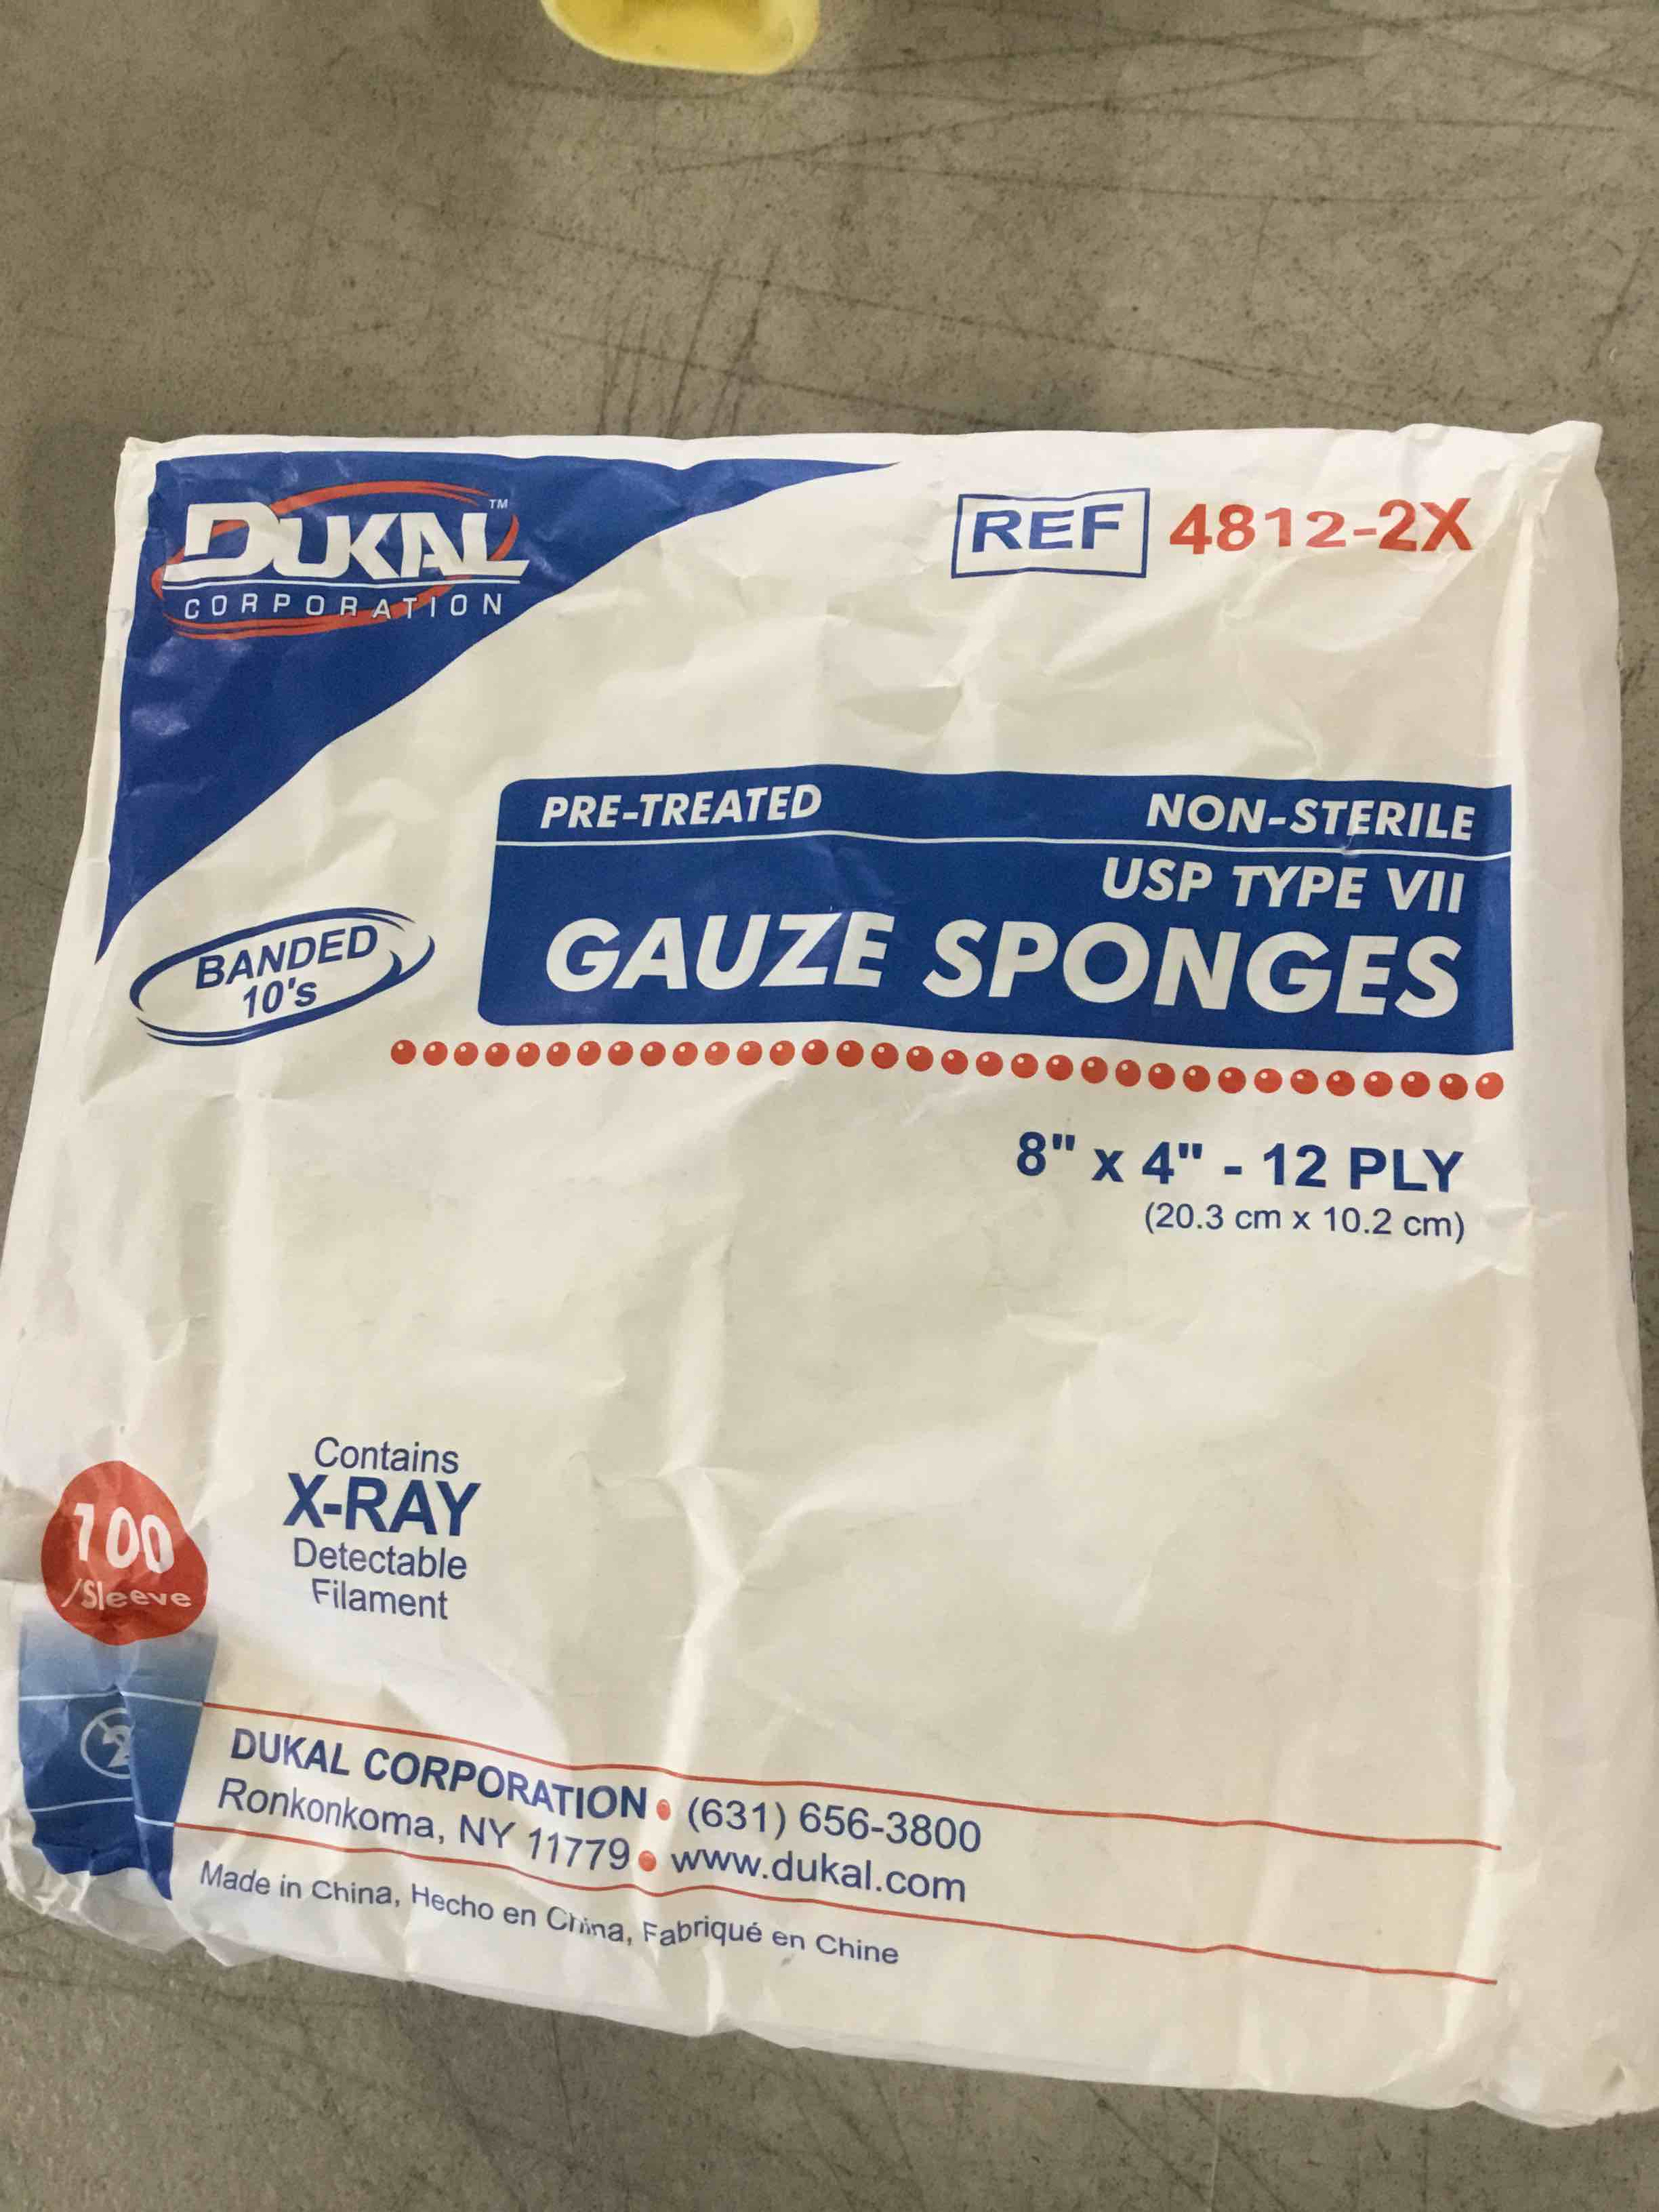 DUKAL™
CORPORATION
REF 4812-2X
PRE-TREATED NON-STERILE
USP TYPE VII
GAUZE SPONGES
BANDED
10's
8" x 4" - 12 PLY
(20.3 cm x 10.2 cm)
Contains
X-RAY
Detectable
Filament
100
/Sleeve
2
DUKAL CORPORATION • (631) 656-3800
Ronkonkoma, NY 11779 • www.dukal.com
Made in China, Hecho en China, Fabriqué en Chine